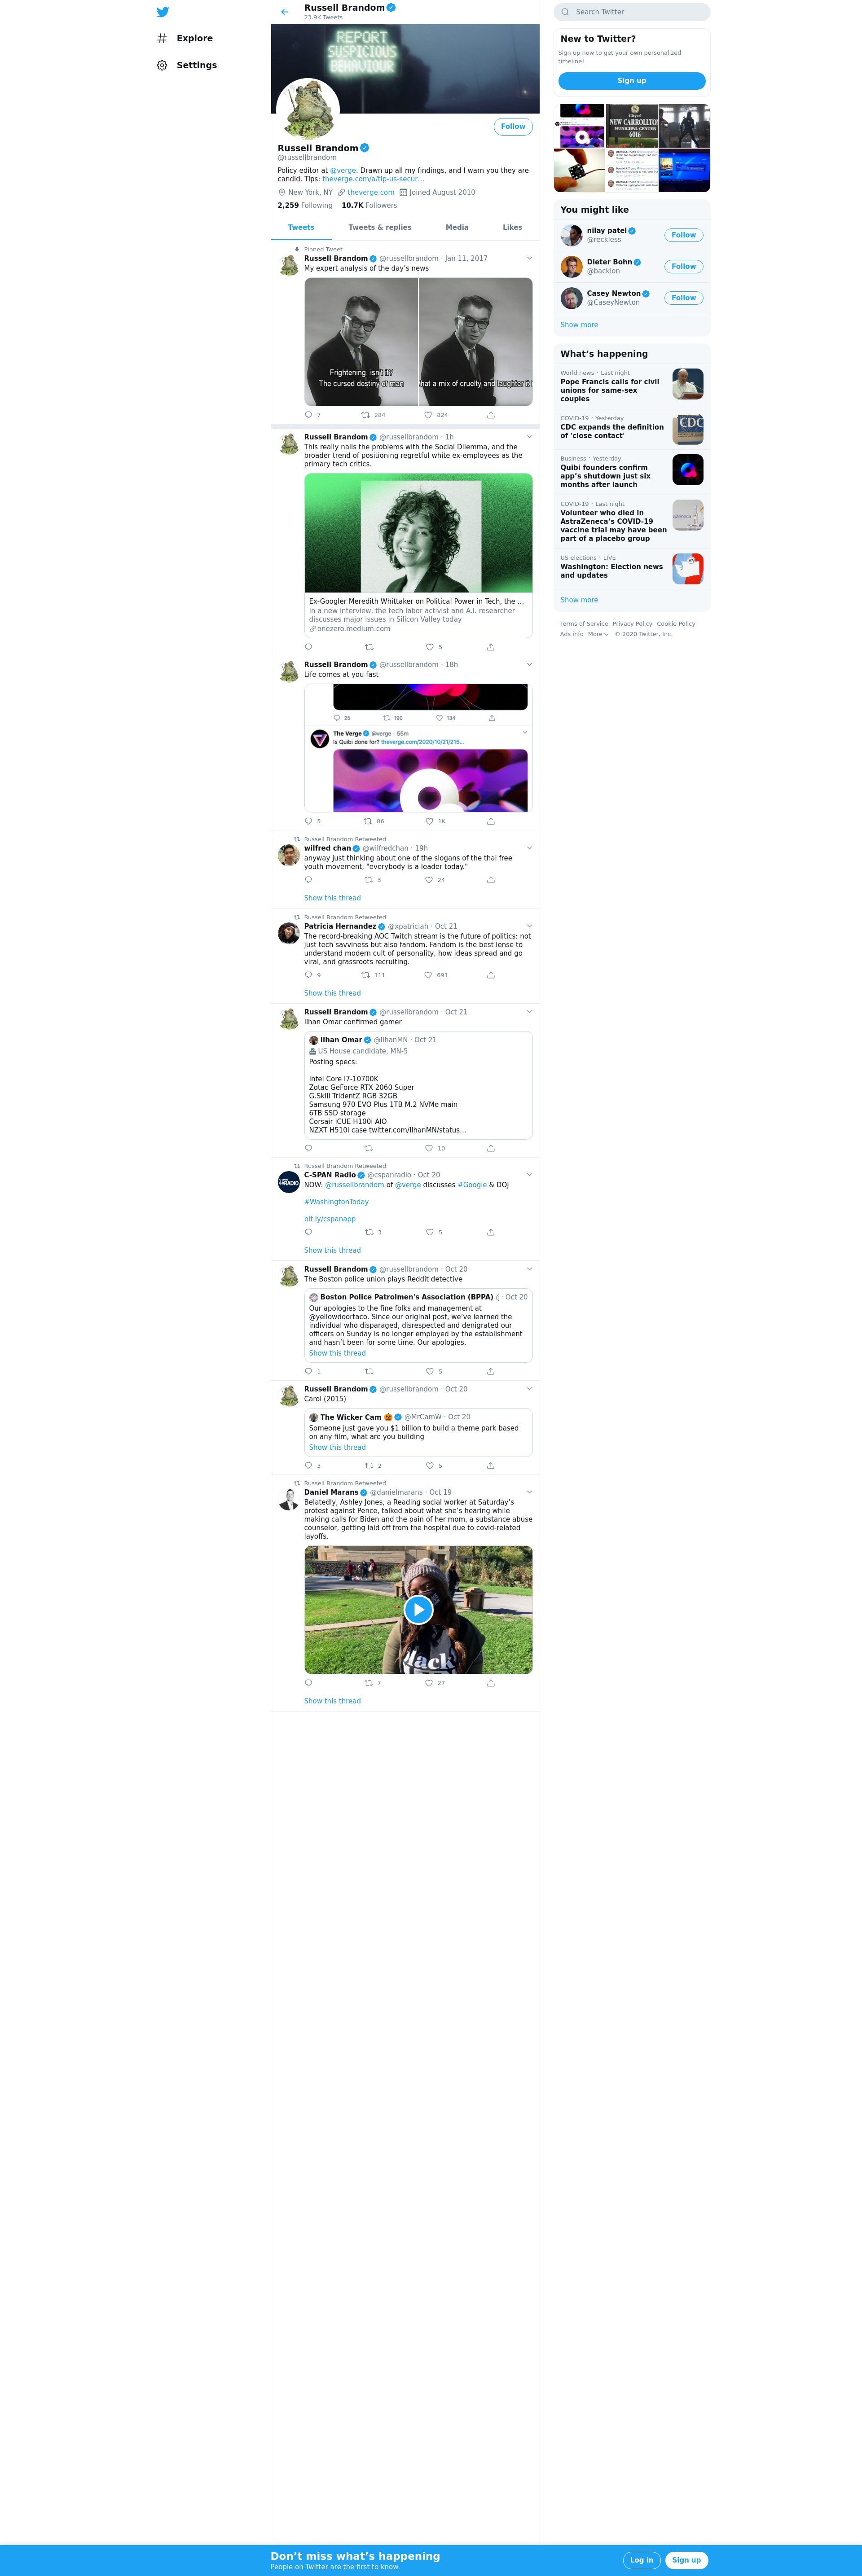 Explore
Settings
Russell Brandom
23.9K Tweets
REPORT
SUSPICIOUS
BEHAVIOUR
Follow
Russell Brandom
@russellbrandom
Policy editor at @verge. Drawn up all my findings, and I warn you they are
candid. Tips: theverge.com/a/tip-us-secur…
New York, NY theverge.com Joined August 2010
2,259 Following 10.7K Followers
Tweets Tweets & replies Media Likes
Pinned Tweet
Russell Brandom @russellbrandom · Jan 11, 2017
My expert analysis of the day's news
Frightening, isn't it?
The cursed destiny of man
that a mix of cruelty and laughter it i
7 284 824
Russell Brandom @russellbrandom · 1h
This really nails the problems with the Social Dilemma, and the
broader trend of positioning regretful white ex-employees as the
primary tech critics.
Ex-Googler Meredith Whittaker on Political Power in Tech, the ...
In a new interview, the tech labor activist and A.I. researcher
discusses major issues in Silicon Valley today
onezero.medium.com
5
Russell Brandom @russellbrandom · 18h
Life comes at you fast
28 190 134
The Verge @verge · 55m
Is Quibi done for? theverge.com/2020/10/21/215...
5 86 1K
Russell Brandom Retweeted
wilfred chan @wilfredchan · 19h
anyway just thinking about one of the slogans of the thai free
youth movement, "everybody is a leader today."
3 24
Show this thread
Russell Brandom Retweeted
Patricia Hernandez @xpatriciah · Oct 21
The record-breaking AOC Twitch stream is the future of politics: not
just tech savviness but also fandom. Fandom is the best lense to
understand modern cult of personality, how ideas spread and go
viral, and grassroots recruiting.
9 111 691
Show this thread
Russell Brandom @russellbrandom · Oct 21
Ilhan Omar confirmed gamer
Ilhan Omar @IlhanMN · Oct 21
US House candidate, MN-5
Posting specs:
Intel Core i7-10700K
Zotac GeForce RTX 2060 Super
G.Skill TridentZ RGB 32GB
Samsung 970 EVO Plus 1TB M.2 NVMe main
6TB SSD storage
Corsair iCUE H100i AIO
NZXT H510i case twitter.com/IlhanMN/status…
10
Russell Brandom Retweeted
C-SPAN Radio @cspanradio · Oct 20
RADIO
NOW: @russellbrandom of @verge discusses #Google & DOJ
#WashingtonToday
bit.ly/cspanapp
3 5
Show this thread
Russell Brandom @russellbrandom · Oct 20
The Boston police union plays Reddit detective
Boston Police Patrolmen's Association (BPPA) · Oct 20
Our apologies to the fine folks and management at
@yellowdoortaco. Since our original post, we've learned the
individual who disparaged, disrespected and denigrated our
officers on Sunday is no longer employed by the establishment
and hasn't been for some time. Our apologies.
Show this thread
1 5
Russell Brandom @russellbrandom · Oct 20
Carol (2015)
The Wicker Cam 🎃 @MrCamW · Oct 20
Someone just gave you $1 billion to build a theme park based
on any film, what are you building
Show this thread
3 2 5
Russell Brandom Retweeted
Daniel Marans @danielmarans · Oct 19
Belatedly, Ashley Jones, a Reading social worker at Saturday's
protest against Pence, talked about what she's hearing while
making calls for Biden and the pain of her mom, a substance abuse
counselor, getting laid off from the hospital due to covid-related
layoffs.
lack
7 27
Show this thread
Search Twitter
New to Twitter?
Sign up now to get your own personalized
timeline!
Sign up
City of
NEW CARROLLTON
MUNICIPAL CENTER
6016
You might like
nilay patel
@reckless
Follow
Dieter Bohn
@backlon
Follow
Casey Newton
@CaseyNewton
Follow
Show more
What's happening
World news · Last night
Pope Francis calls for civil
unions for same-sex
couples
COVID-19 · Yesterday
CDC expands the definition
of 'close contact'
CDC
Business · Yesterday
Quibi founders confirm
app's shutdown just six
months after launch
COVID-19 · Last night
Volunteer who died in
AstraZeneca's COVID-19
vaccine trial may have been
part of a placebo group
US elections · LIVE
Washington: Election news
and updates
Show more
Terms of Service Privacy Policy Cookie Policy
Ads info More © 2020 Twitter, Inc.
Don't miss what's happening
People on Twitter are the first to know.
Log in Sign up